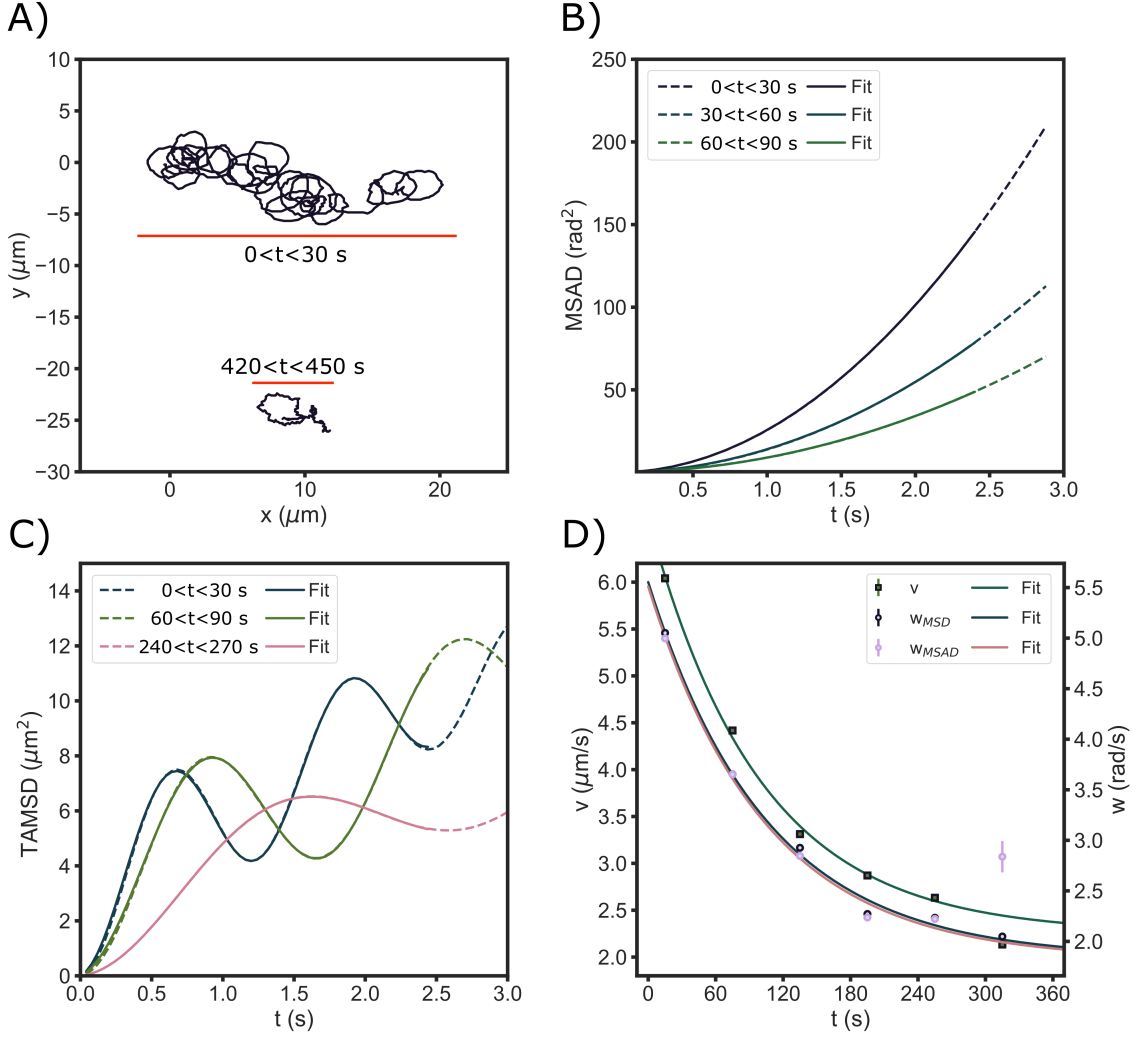 A)
10
5
0
−5
−10
−15
−20
−25
−30
y (μm)
0<t<30 s
420<t<450 s
0
10
20
x (μm)
B)
250
200
150
100
50
MSAD (rad²)
0<t<30 s Fit
30<t<60 s Fit
60<t<90 s Fit
0.5
1.0
1.5
2.0
2.5
3.0
t (s)
C)
14
12
10
8
6
4
2
0
TAMSD (μm²)
0<t<30 s Fit
60<t<90 s Fit
240<t<270 s Fit
0.0
0.5
1.0
1.5
2.0
2.5
3.0
t (s)
D)
6.0
5.5
5.0
4.5
4.0
3.5
3.0
2.5
2.0
v (μm/s)
v Fit
wMSD Fit
wMSAD Fit
5.5
5.0
4.5
4.0
3.5
3.0
2.5
2.0
w (rad/s)
0
60
120
180
240
300
360
t (s)